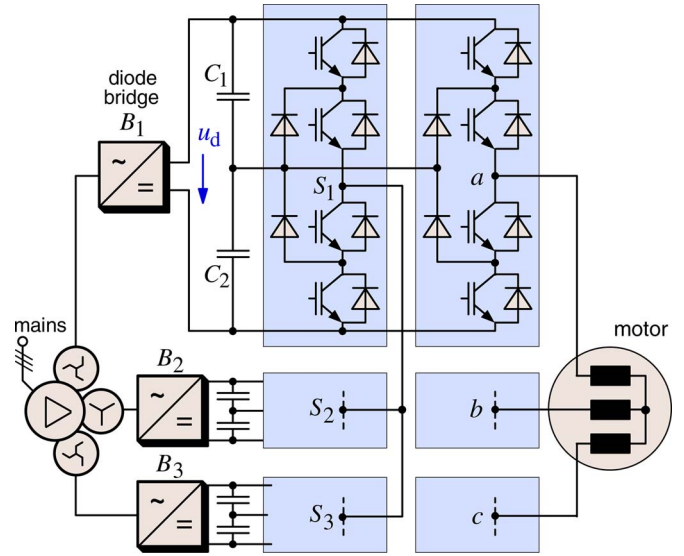 diode
bridge
B1
~
=
ud
C1
C2
S1
a
mains
motor
B2
~
=
S2
b
B3
~
=
S3
c